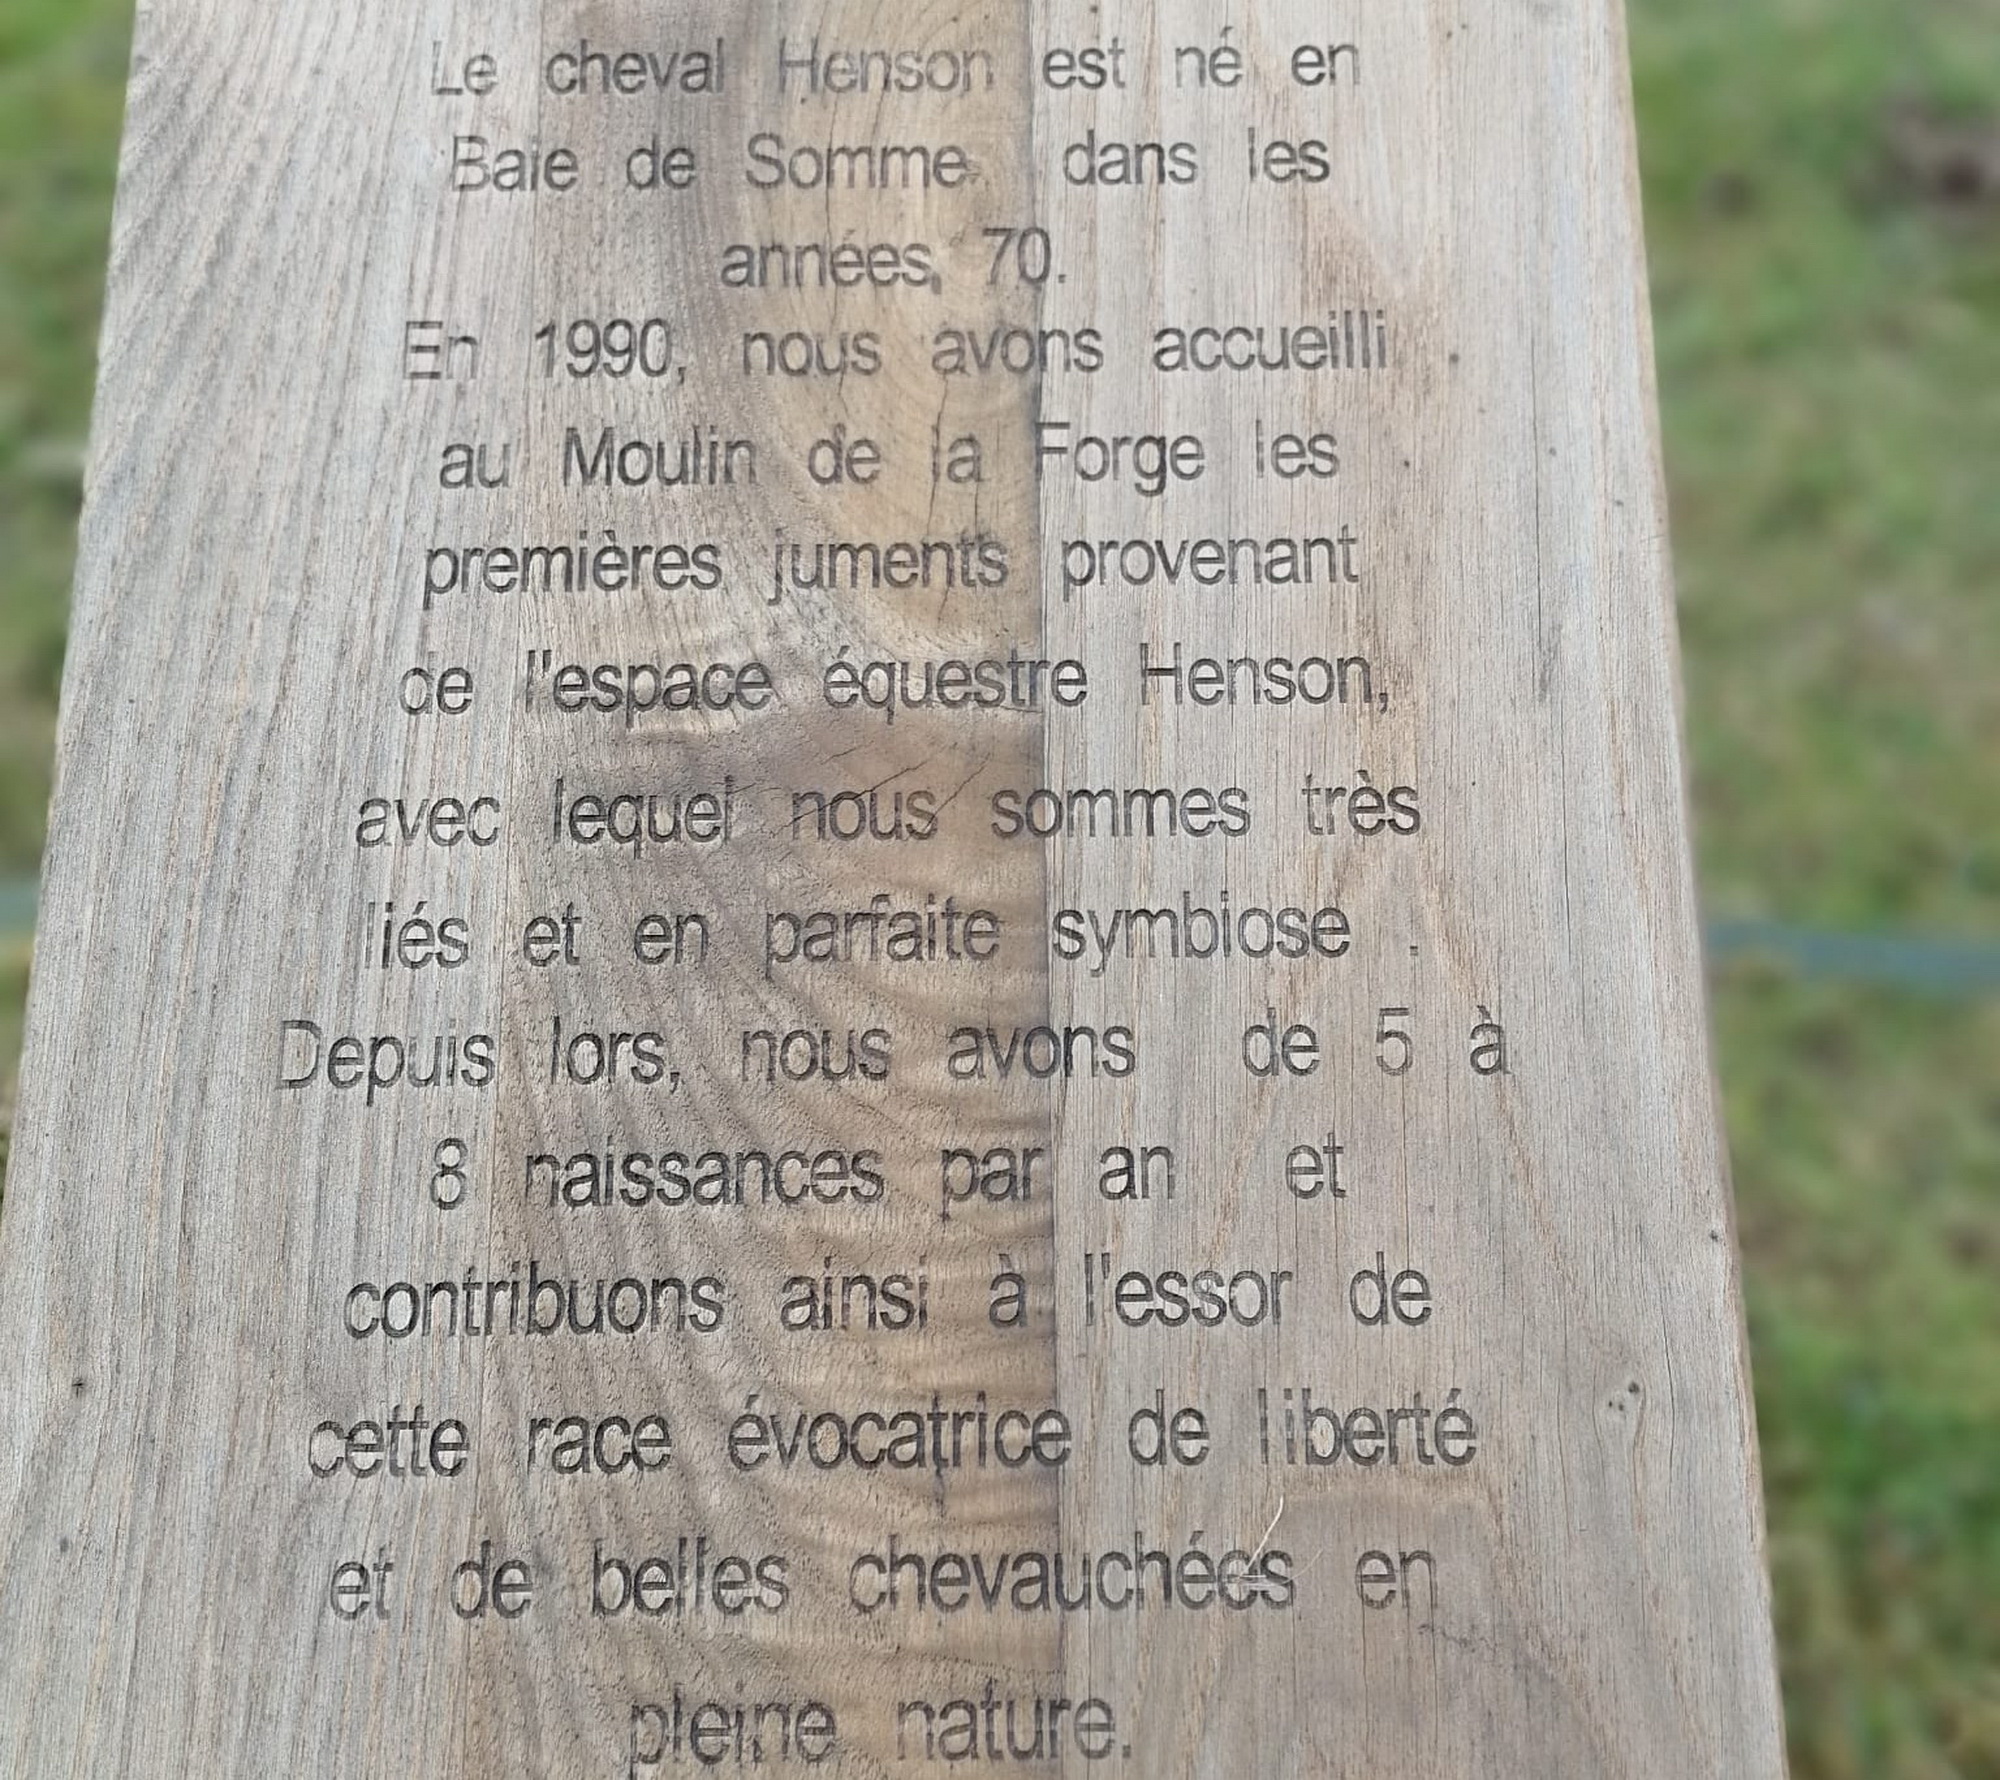 Le cheval Henson est né en
Baie de Somme dans les
années, 70.
En 1990, nous avons accueilli
au Moulin de la Forge les
premières juments provenant
de l'espace équestre Henson,
avec lequel nous sommes très
liés et en parfaite symbiose .
Depuis lors, nous avons de 5 à
8 naissances par an et
contribuons ainsi à l'essor de
cette race évocatrice de liberté
et de belles chevauchées en
pleine nature.